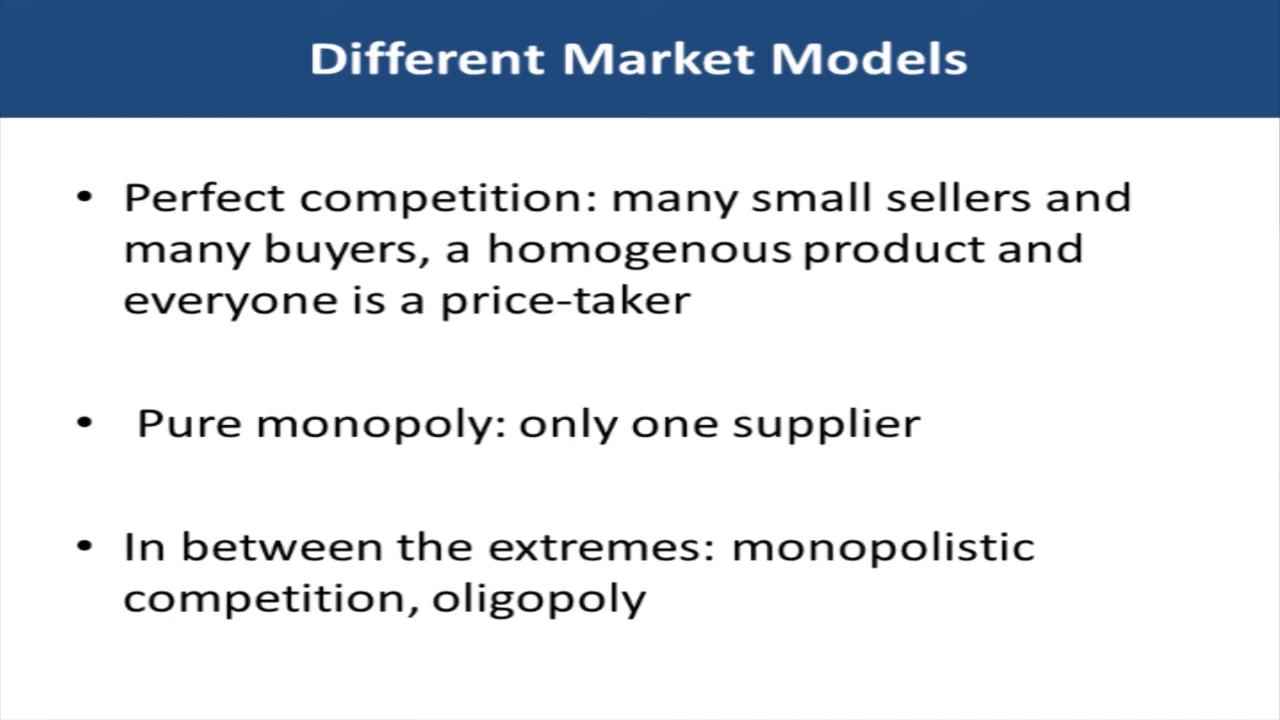 Different Market Models
• Perfect competition: many small sellers and
many buyers, a homogenous product and
everyone is a price-taker
• Pure monopoly: only one supplier
• In between the extremes: monopolistic
competition, oligopoly